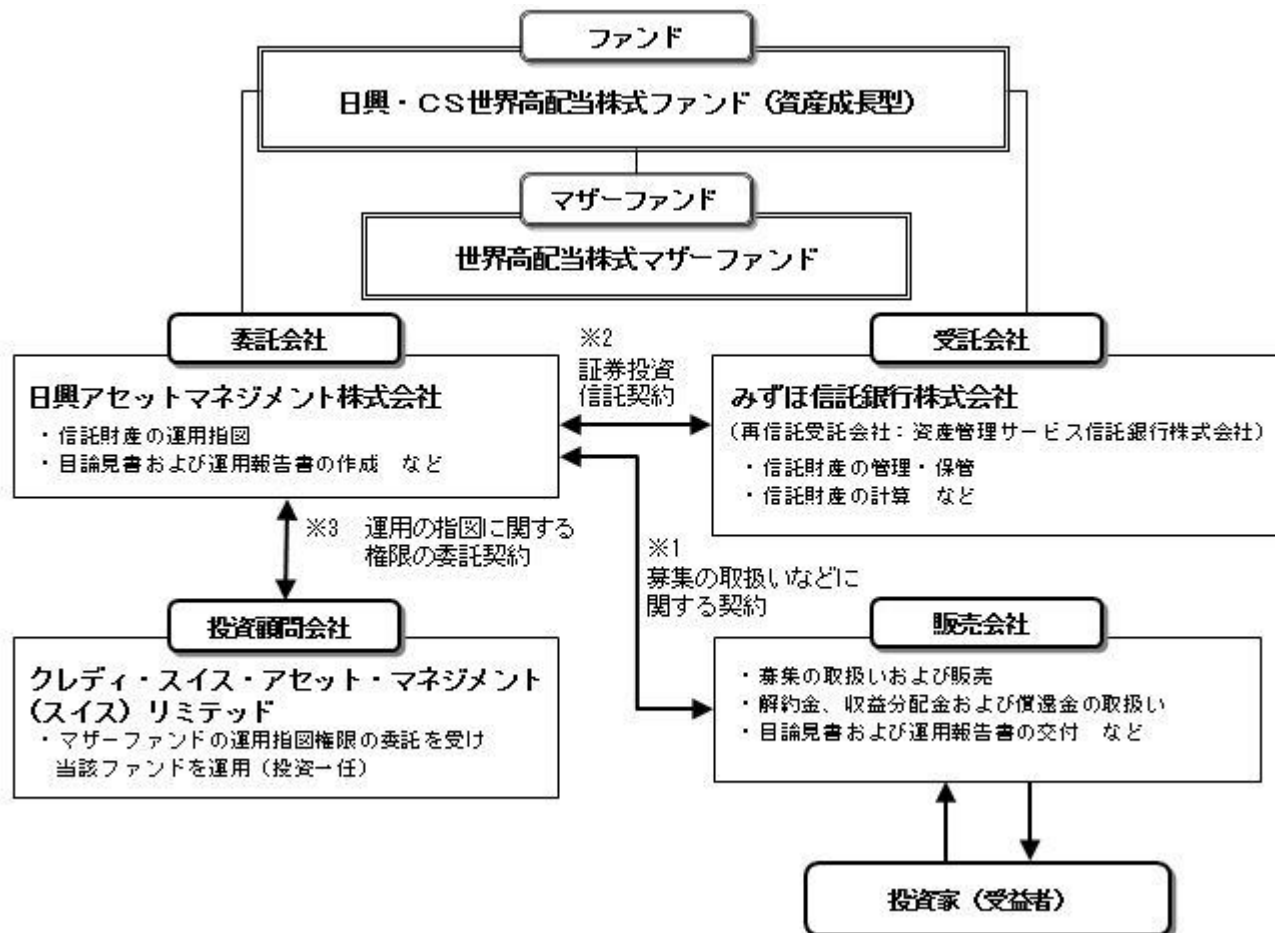 ファンド
日興・CS世界高配当株式ファンド（資産成長型）
マザーファンド
世界高配当株式マザーファンド
委託会社
日興アセットマネジメント株式会社
・信託財産の運用指図
・目論見書および運用報告書の作成　など
※2
証券投資
信託契約
受託会社
みずほ信託銀行株式会社
（再信託受託会社：資産管理サービス信託銀行株式会社）
・信託財産の管理・保管
・信託財産の計算　など
※3　運用の指図に関する
権限の委託契約
※1
募集の取扱いなどに
関する契約
投資顧問会社
クレディ・スイス・アセット・マネジメント
(スイス）リミテッド
・マザーファンドの運用指図権限の委託を受け
当該ファンドを運用（投資一任）
販売会社
・募集の取扱いおよび販売
・解約金、収益分配金および償還金の取扱い
・目論見書および運用報告書の交付　など
投資家（受益者）